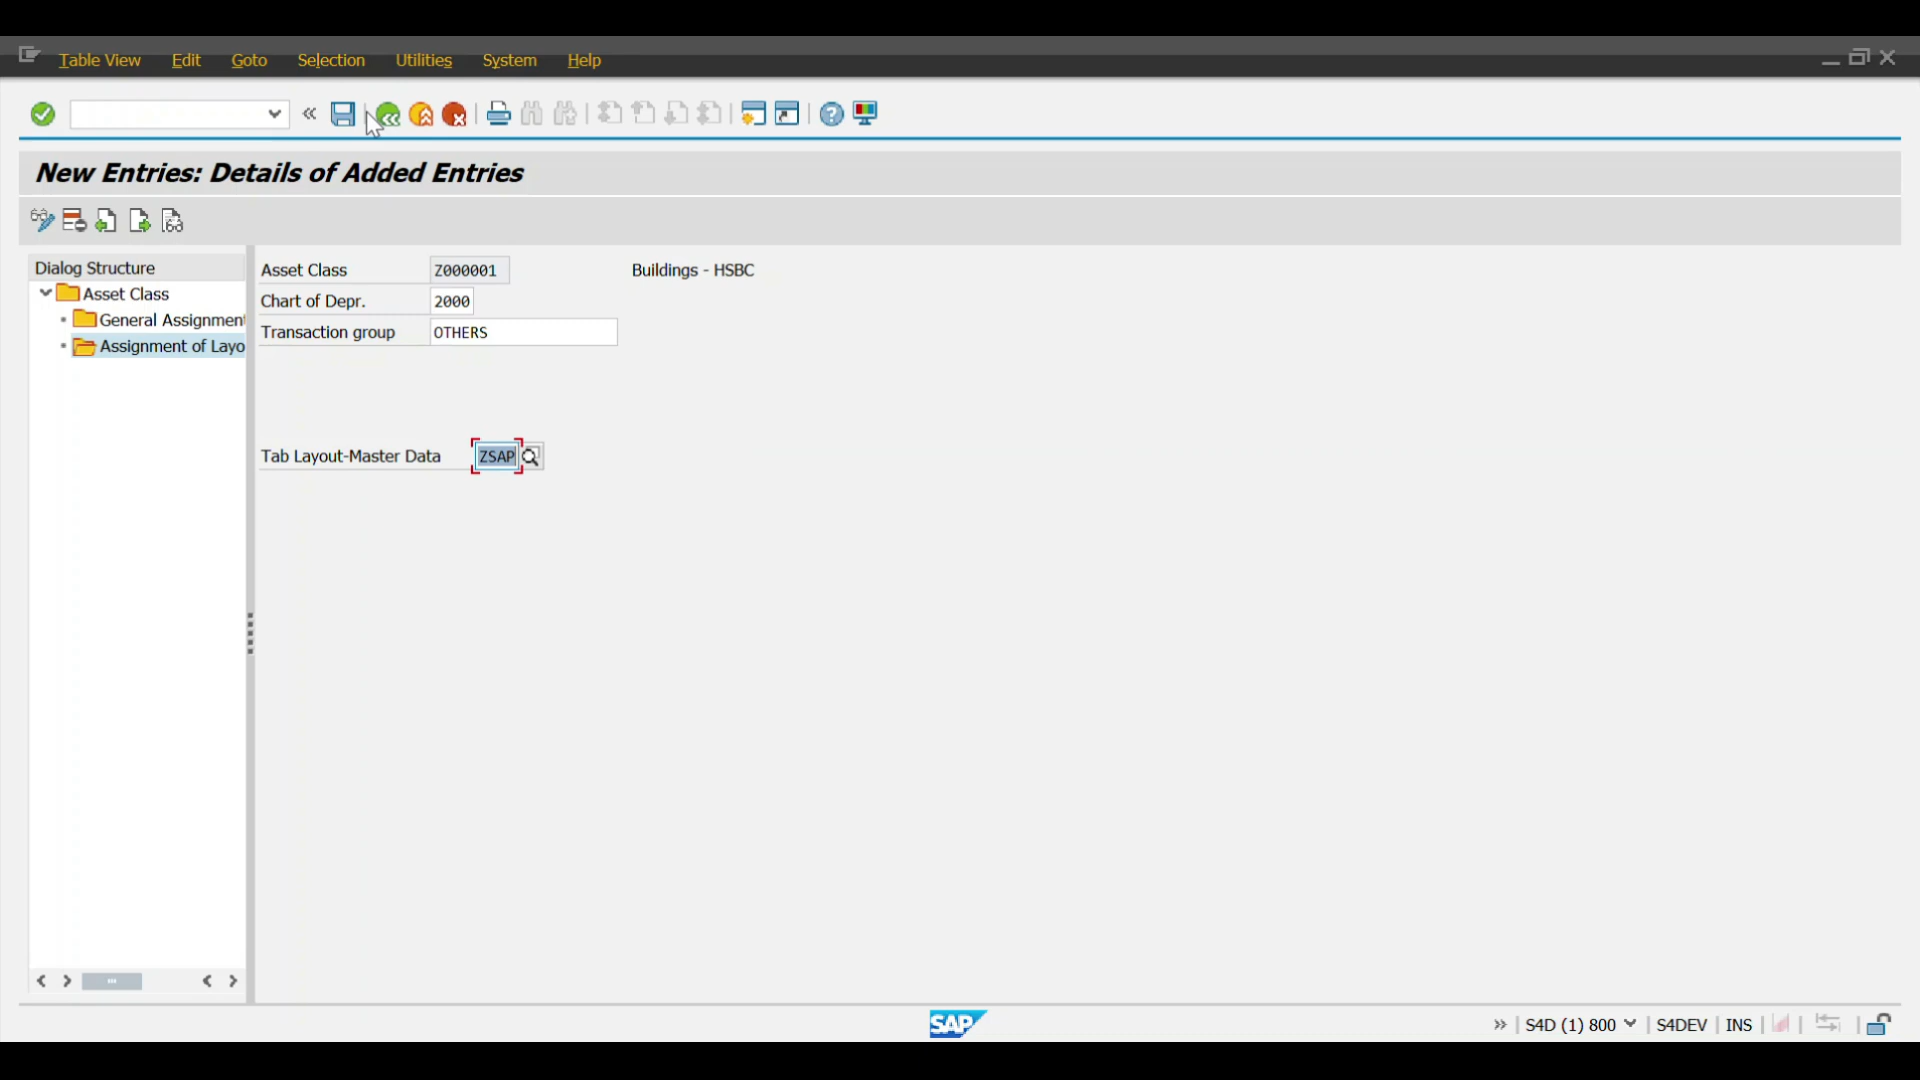 Table View Edit Goto Selection Utilities System Help
New Entries: Details of Added Entries
Dialog Structure
Asset Class
General Assignment
Assignment of Layo
Asset Class Z000001 Buildings - HSBC
Chart of Depr. 2000
Transaction group OTHERS
Tab Layout-Master Data ZSAP
SAP
S4D (1) 800 S4DEV INS